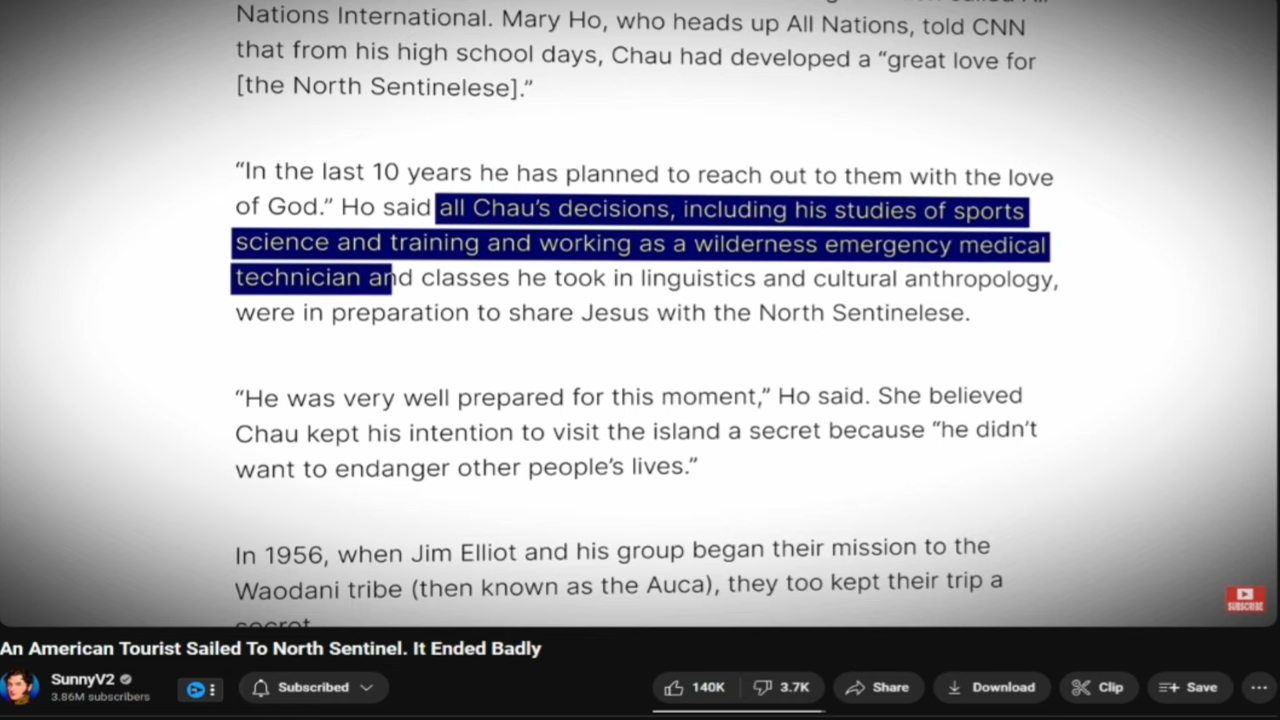 Nations International. Mary Ho, who heads up All Nations, told CNN
that from his high school days, Chau had developed a “great love for
[the North Sentinelese].”
“In the last 10 years he has planned to reach out to them with the love
of God.” Ho said all Chau’s decisions, including his studies of sports
science and training and working as a wilderness emergency medical
technician and classes he took in linguistics and cultural anthropology,
were in preparation to share Jesus with the North Sentinelese.
“He was very well prepared for this moment,” Ho said. She believed
Chau kept his intention to visit the island a secret because “he didn’t
want to endanger other people’s lives.”
In 1956, when Jim Elliot and his group began their mission to the
Waodani tribe (then known as the Auca), they too kept their trip a
secret.
SUBSCRIBE
An American Tourist Sailed To North Sentinel. It Ended Badly
SunnyV2
3.86M subscribers
Subscribed
140K
3.7K
Share
Download
Clip
Save